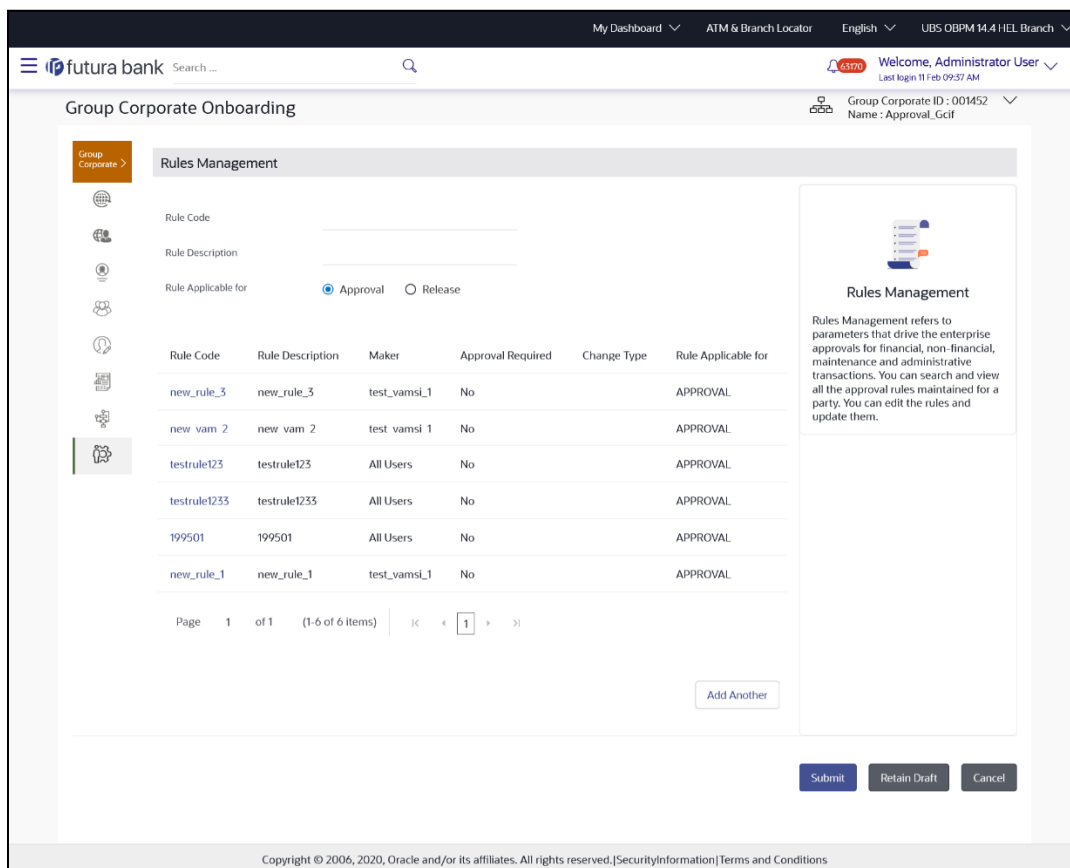 My Dashboard ATM & Branch Locator English UBS OBPM 14.4 HEL Branch
futura bank Search ... 63170 Welcome, Administrator User
Last login 11 Feb 09:37 AM
Group Corporate Onboarding
Group Corporate ID : 001452
Name : Approval_Gcif
Group
Corporate >
Rules Management
Rule Code
Rule Description
Rule Applicable for Approval Release
Rule Code Rule Description Maker Approval Required Change Type Rule Applicable for
new_rule_3 new_rule_3 test_vamsi_1 No APPROVAL
new vam 2 new vam 2 test vamsi 1 No APPROVAL
testrule123 testrule123 All Users No APPROVAL
testrule1233 testrule1233 All Users No APPROVAL
199501 199501 All Users No APPROVAL
new_rule_1 new_rule_1 test_vamsi_1 No APPROVAL
Page 1 of 1 (1-6 of 6 items) 1
Add Another
Rules Management
Rules Management refers to
parameters that drive the enterprise
approvals for financial, non-financial,
maintenance and administrative
transactions. You can search and view
all the approval rules maintained for a
party. You can edit the rules and
update them.
Submit Retain Draft Cancel
Copyright © 2006, 2020, Oracle and/or its affiliates. All rights reserved.|SecurityInformation|Terms and Conditions